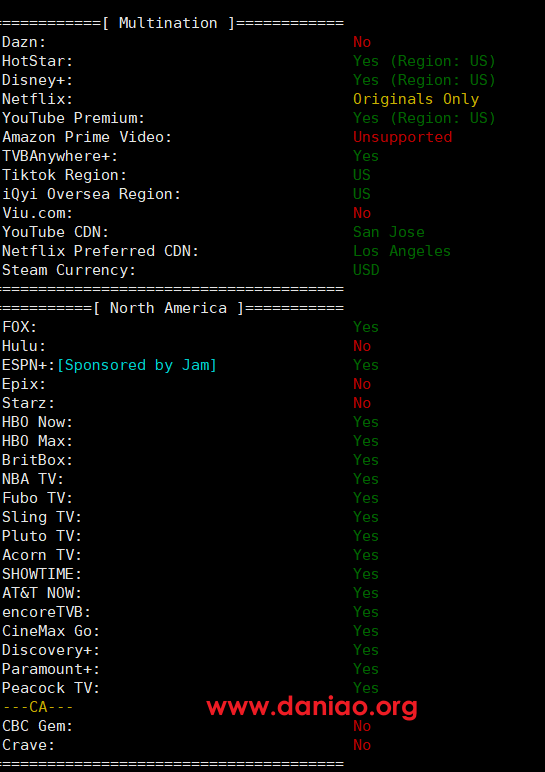 ============[ Multination ]============
Dazn: No
HotStar: Yes (Region: US)
Disney+: Yes (Region: US)
Netflix: Originals Only
YouTube Premium: Yes (Region: US)
Amazon Prime Video: Unsupported
TVBAnywhere+: Yes
Tiktok Region: US
iQyi Oversea Region: US
Viu.com: No
YouTube CDN: San Jose
Netflix Preferred CDN: Los Angeles
Steam Currency: USD
=======================================
===========[ North America ]===========
FOX: Yes
Hulu: No
ESPN+:[Sponsored by Jam] Yes
Epix: No
Starz: No
HBO Now: Yes
HBO Max: Yes
BritBox: Yes
NBA TV: Yes
Fubo TV: Yes
Sling TV: Yes
Pluto TV: Yes
Acorn TV: Yes
SHOWTIME: Yes
AT&T NOW: Yes
encoreTVB: Yes
CineMax Go: Yes
Discovery+: Yes
Paramount+: Yes
Peacock TV: Yes
---CA---
www.daniao.org
CBC Gem: No
Crave: No
=======================================